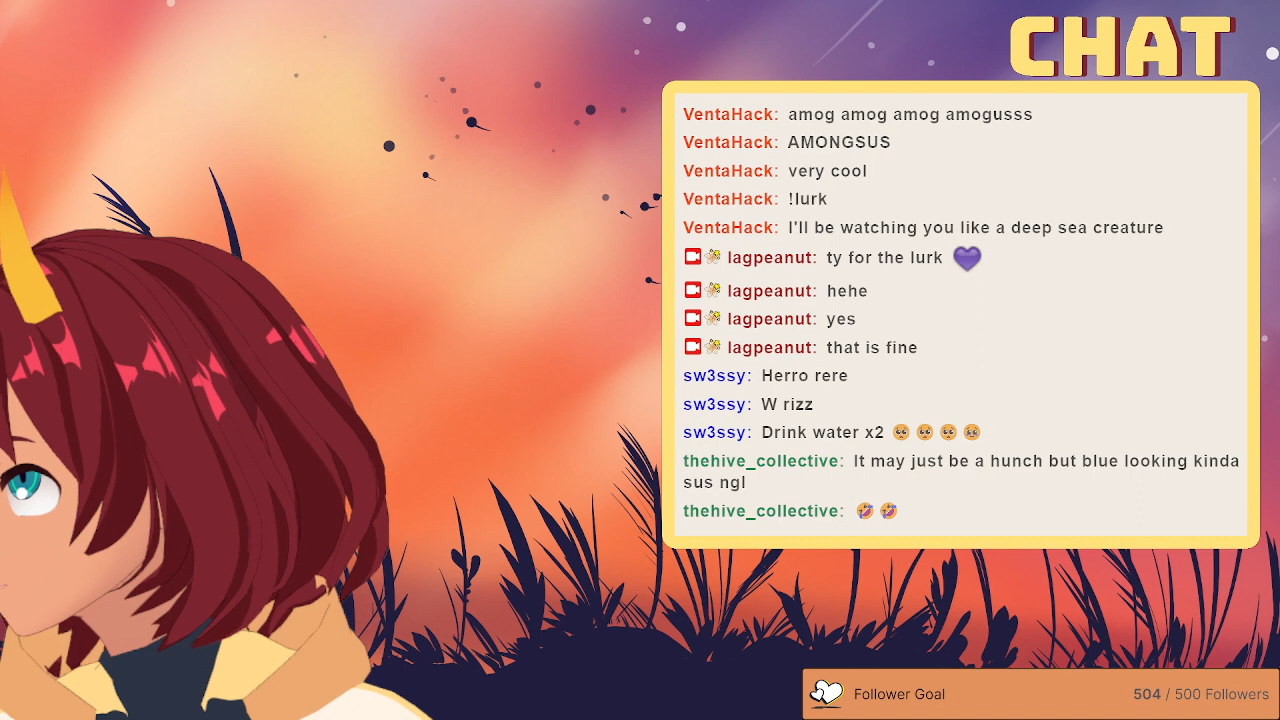 CHAT
VentaHack: amog amog amog amogusss
VentaHack: AMONGSUS
VentaHack: very cool
VentaHack: !lurk
VentaHack: I'll be watching you like a deep sea creature
lagpeanut: ty for the lurk 💜
lagpeanut: hehe
lagpeanut: yes
lagpeanut: that is fine
sw3ssy: Herro rere
sw3ssy: W rizz
sw3ssy: Drink water x2 🥺🥺🥺🥹
thehive_collective: It may just be a hunch but blue looking kinda
sus ngl
thehive_collective: 🤣🤣
Follower Goal 504 / 500 Followers